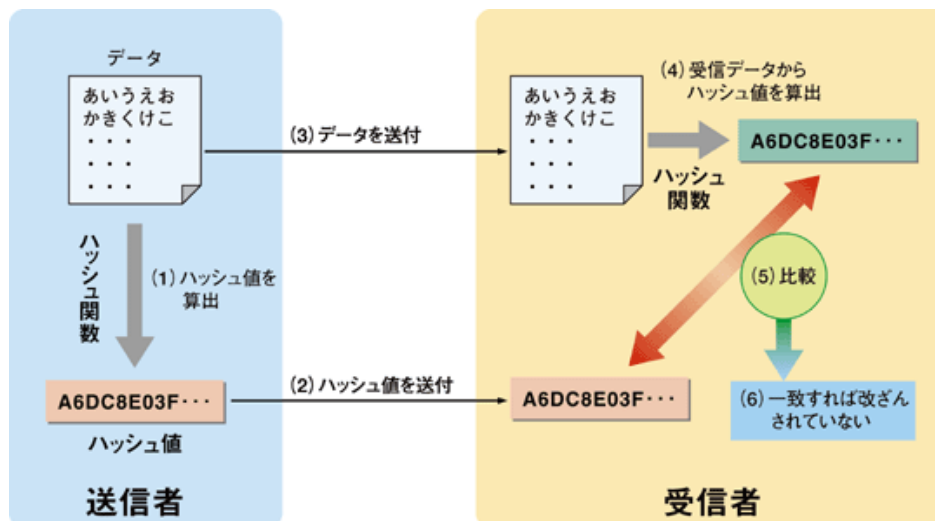 データ
あいうえお
かきくけこ
・・・
・・・
ハッシュ関数
(1)ハッシュ値を
算出
A6DC8E03F・・・
ハッシュ値
送信者
(3)データを送付
(2)ハッシュ値を送付
あいうえお
かきくけこ
・・・
・・・
(4)受信データから
ハッシュ値を算出
ハッシュ
関数
A6DC8E03F・・・
(5)比較
A6DC8E03F・・・
(6)一致すれば改ざん
されていない
受信者